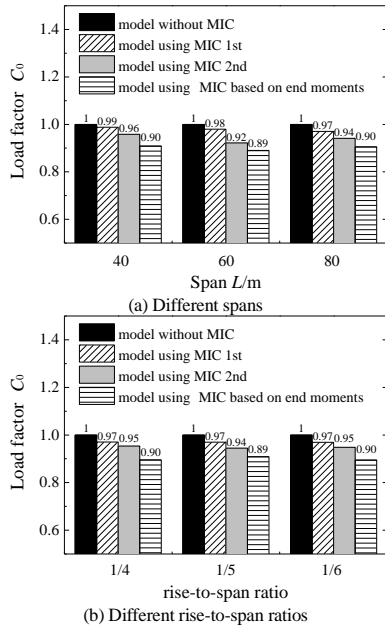 1.4
1.2
1.0
0.8
0.6
Load factor C0
model without MIC
model using MIC 1st
model using MIC 2nd
model using MIC based on end moments
1 0.99 0.96 0.90
1 0.98 0.92 0.89
1 0.97 0.94 0.90
40 60 80
Span L/m
(a) Different spans
1.4
1.2
1.0
0.8
0.6
Load factor C0
model without MIC
model using MIC 1st
model using MIC 2nd
model using MIC based on end moments
1 0.97 0.95 0.90
1 0.97 0.94 0.89
1 0.97 0.95 0.90
1/4 1/5 1/6
rise-to-span ratio
(b) Different rise-to-span ratios